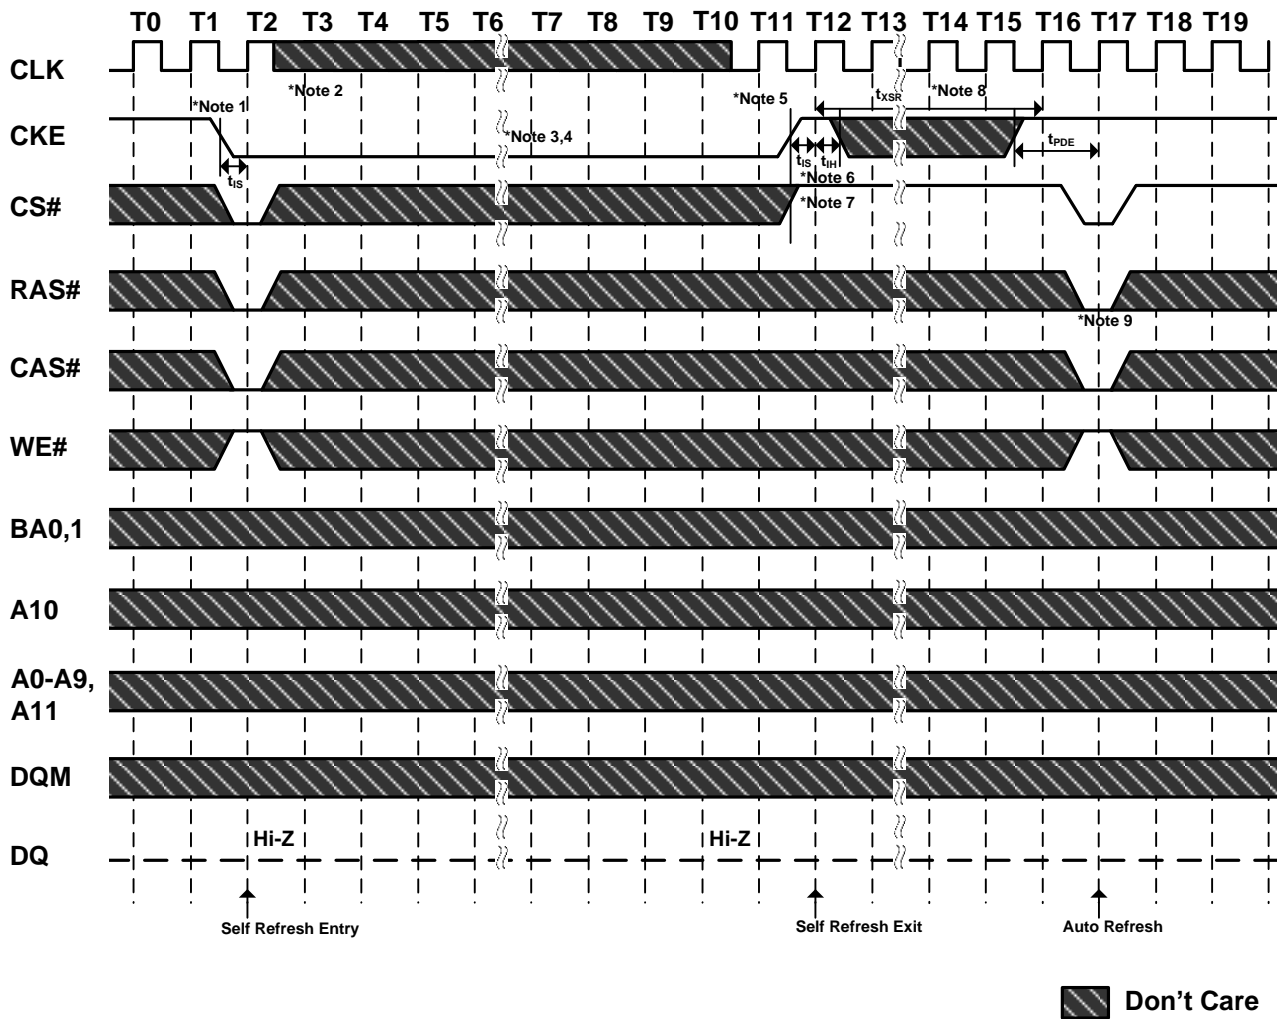 T0 T1 T2 T3 T4 T5 T6 T7 T8 T9 T10 T11 T12 T13 T14 T15 T16 T17 T18 T19
CLK
*Note 2
*Note 5
tXSR
*Note 8
*Note 1
CKE
*Note 3,4
tPDE
tIS
tIS
tIH
*Note 6
CS#
*Note 7
RAS#
*Note 9
CAS#
WE#
BA0,1
A10
A0-A9,
A11
DQM
Hi-Z
Hi-Z
DQ
Self Refresh Entry
Self Refresh Exit
Auto Refresh
Don't Care